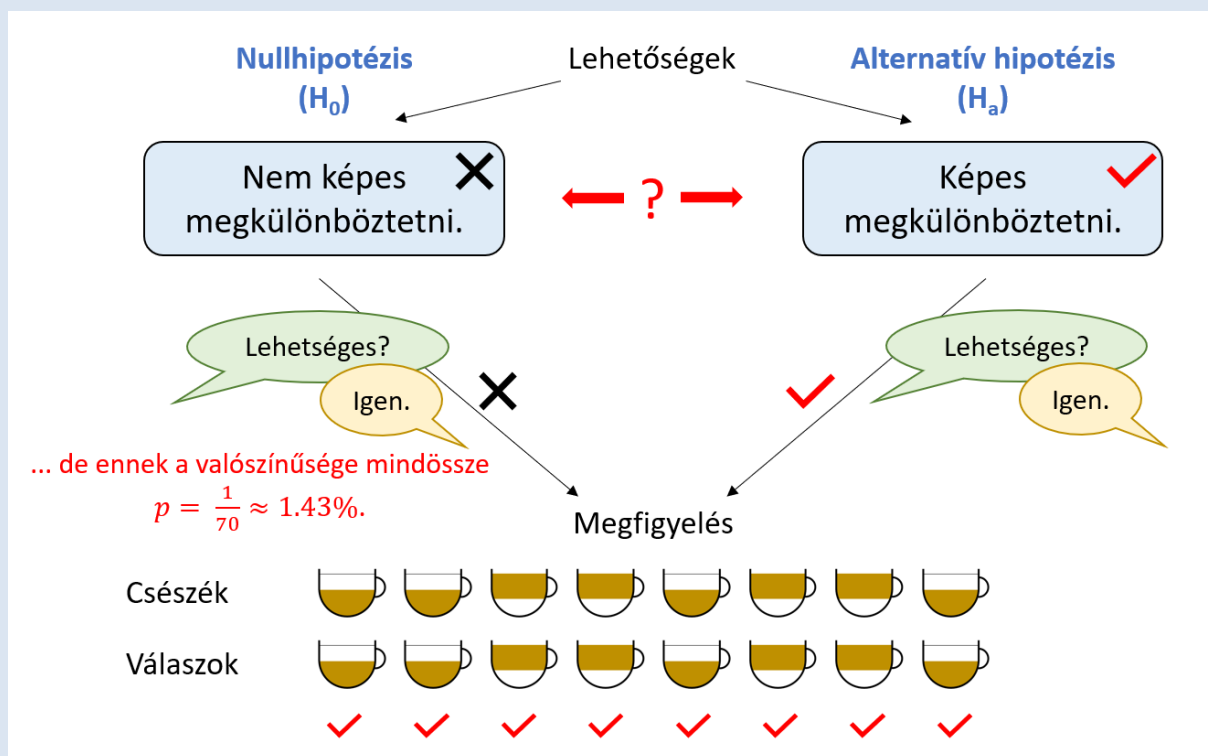 Nullhipotézis
(H₀)
Lehetőségek
Alternatív hipotézis
(Hₐ)
Nem képes
megkülönböztetni.
?
Képes
megkülönböztetni.
Lehetséges?
Igen.
Lehetséges?
Igen.
... de ennek a valószínűsége mindössze
p = 1/70 ≈ 1.43%.
Megfigyelés
Csészék
Válaszok